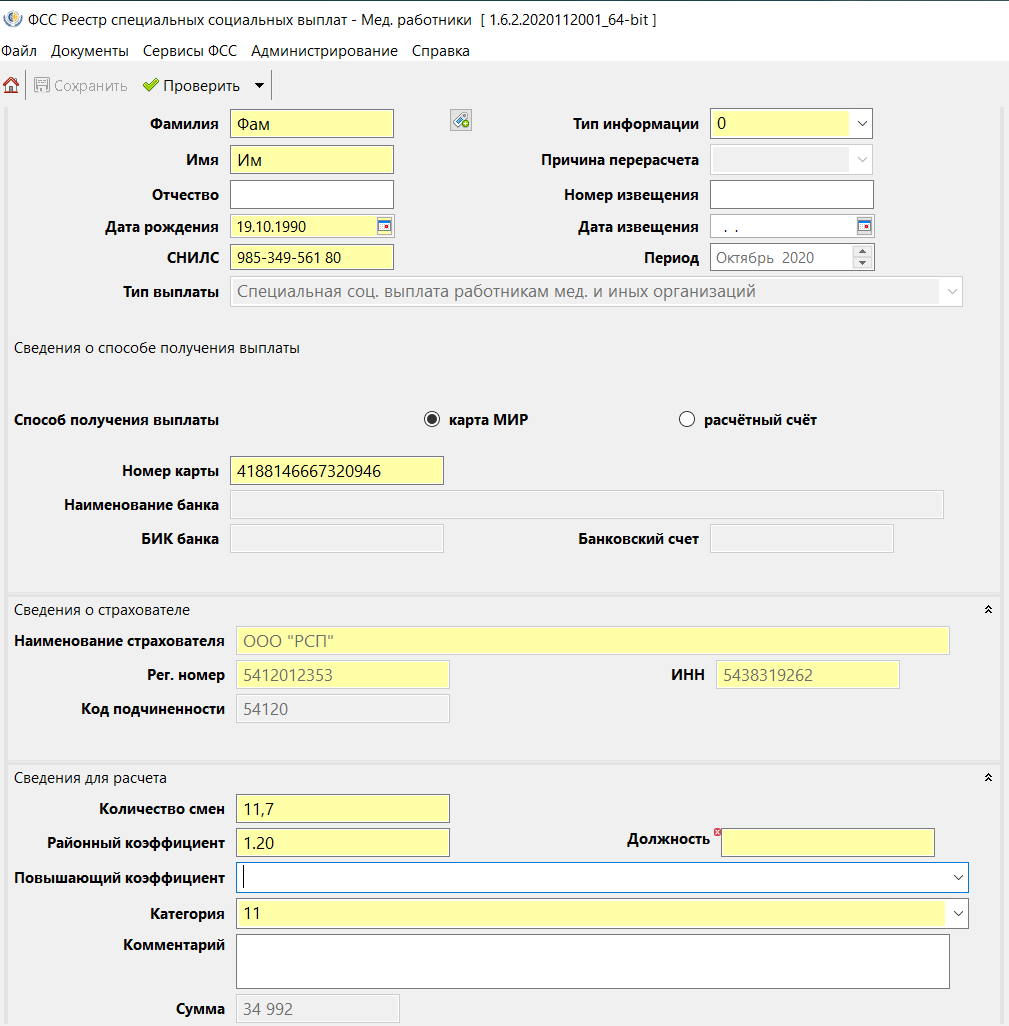 ФСС Реестр специальных социальных выплат - Мед. работники [ 1.6.2.2020112001_64-bit ]
Файл Документы Сервисы ФСС Администрирование Справка
Сохранить Проверить
Фамилия Фам Тип информации 0
Имя Им Причина перерасчета
Отчество Номер извещения
Дата рождения 19.10.1990 Дата извещения . .
СНИЛС 985-349-561 80 Период Октябрь 2020
Тип выплаты Специальная соц. выплата работникам мед. и иных организаций
Сведения о способе получения выплаты
Способ получения выплаты карта МИР расчётный счёт
Номер карты 4188146667320946
Наименование банка
БИК банка Банковский счет
Сведения о страхователе
Наименование страхователя ООО "РСП"
Рег. номер 5412012353 ИНН 5438319262
Код подчиненности 54120
Сведения для расчета
Количество смен 11,7
Районный коэффициент 1.20 Должность
Повышающий коэффициент
Категория 11
Комментарий
Сумма 34 992